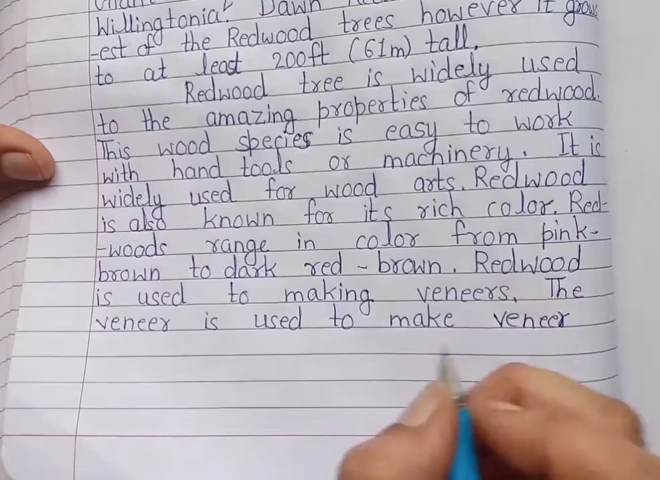 Willingtonia! Dawn
however it grow
-est of the Redwood trees
to at least 200ft (61m) tall.
Redwood tree is widely used
to the amazing properties of redwood.
This wood species is easy to work
with hand tools or machinery. It is
widely used for wood arts. Redwood
is also known for its rich color. Red-
-woods range in color from pink-
brown to dark red - brown. Redwood
is used to making veneers. The
veneer is used to make veneer